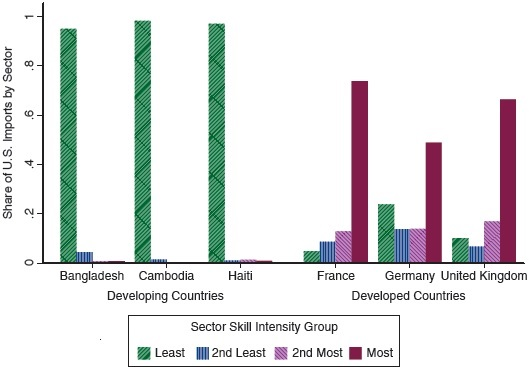 Share of U.S. Imports by Sector
1
.8
.6
.4
.2
0
Bangladesh Cambodia Haiti France Germany United Kingdom
Developing Countries Developed Countries
Sector Skill Intensity Group
Least 2nd Least 2nd Most Most